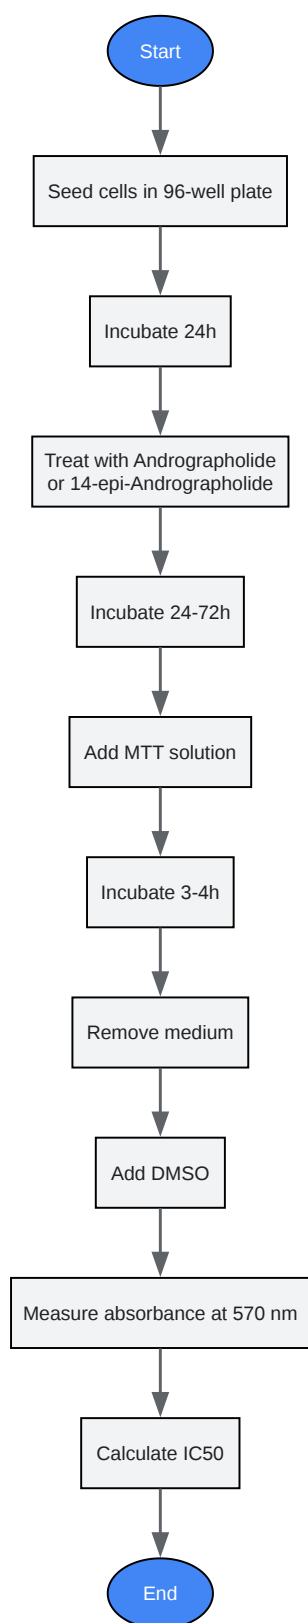 Start
Seed cells in 96-well plate
Incubate 24h
Treat with Andrographolide
or 14-epi-Andrographolide
Incubate 24-72h
Add MTT solution
Incubate 3-4h
Remove medium
Add DMSO
Measure absorbance at 570 nm
Calculate IC50
End